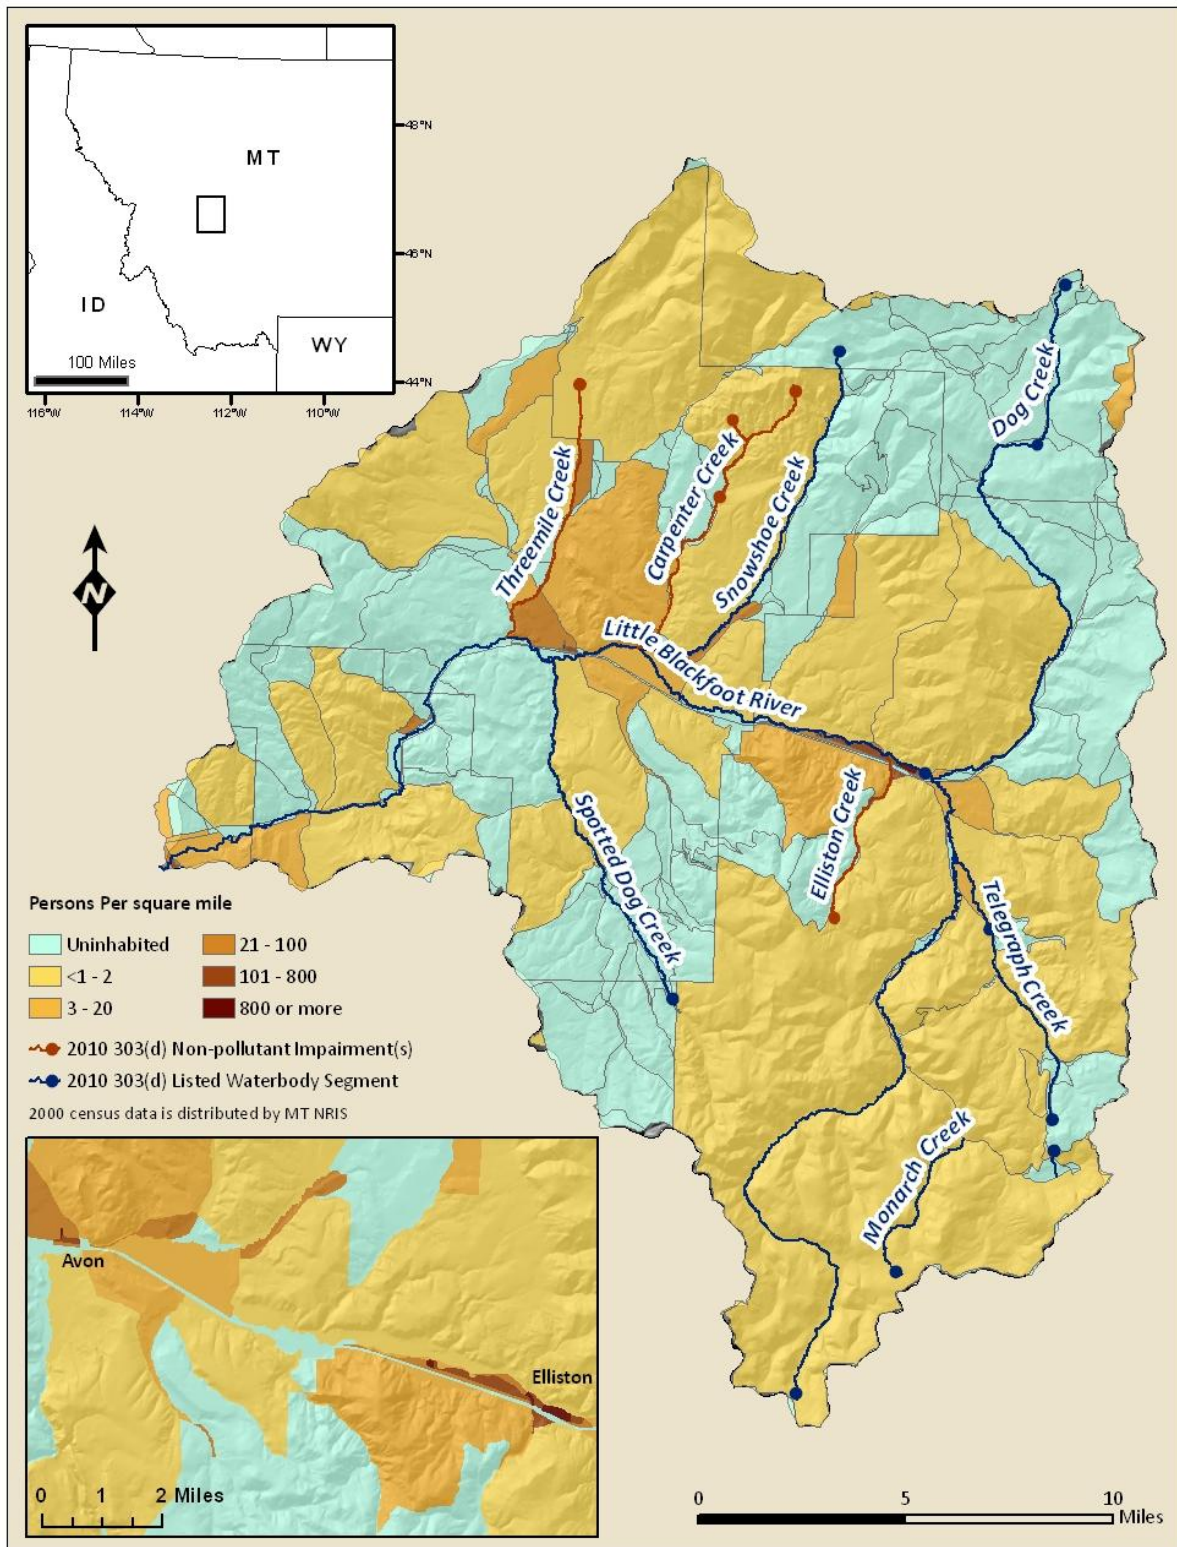 MT
ID
WY
100 Miles
48°N
46°N
44°N
116°W
114°W
112°W
110°W
N
Dog Creek
Threemile Creek
Carpenter Creek
Snowshoe Creek
Little Blackfoot River
Spotted Dog Creek
Elliston Creek
Telegraph Creek
Monarch Creek
Persons Per square mile
Uninhabited
<1 - 2
3 - 20
21 - 100
101 - 800
800 or more
2010 303(d) Non-pollutant Impairment(s)
2010 303(d) Listed Waterbody Segment
2000 census data is distributed by MT NRIS
Avon
Elliston
0 1 2 Miles
0 5 10
Miles